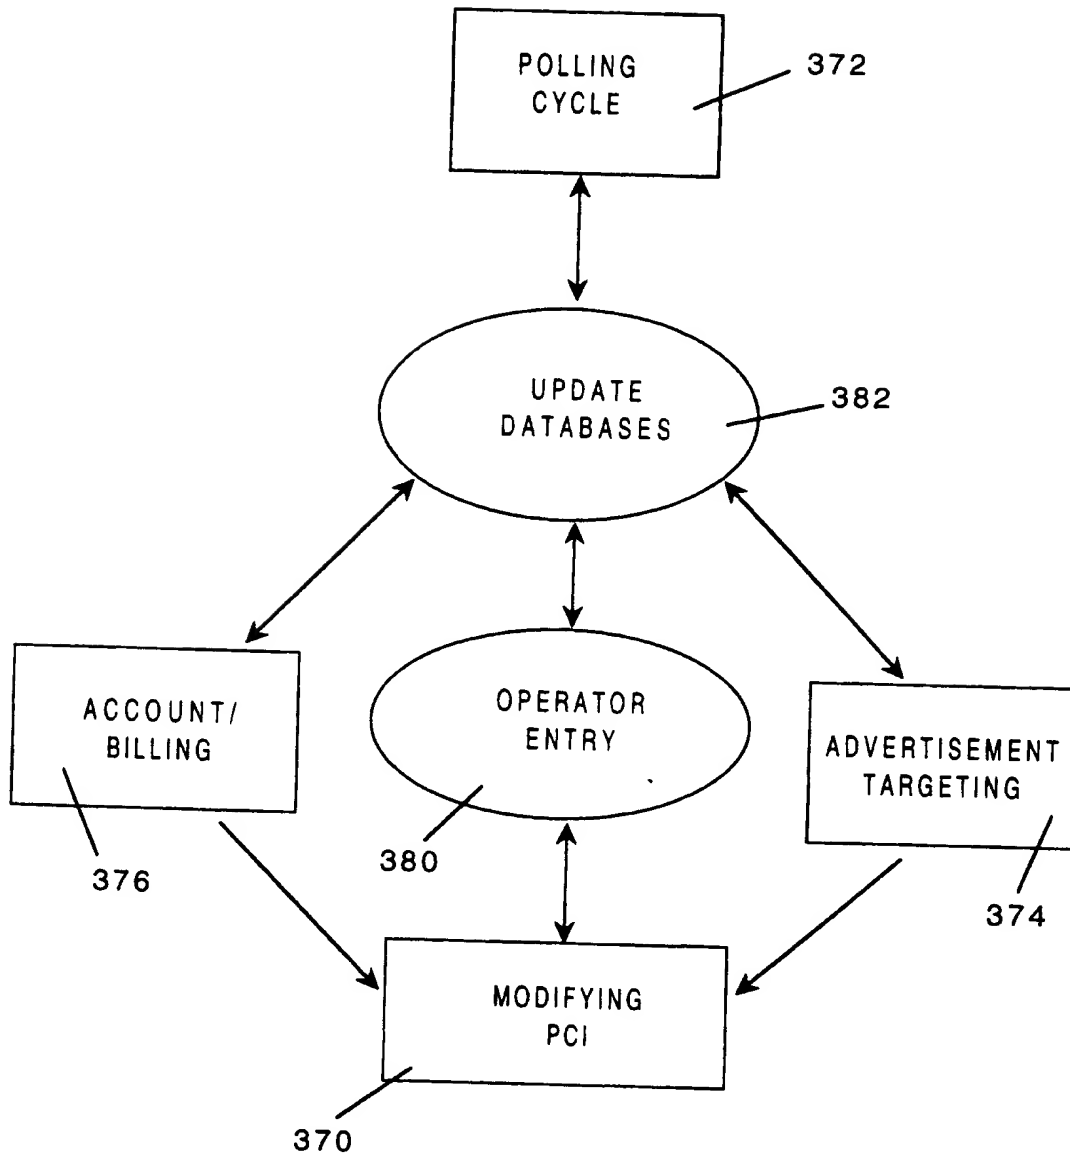 POLLING
CYCLE
372
UPDATE
DATABASES
382
ACCOUNT/
BILLING
376
OPERATOR
ENTRY
380
ADVERTISEMENT
TARGETING
374
MODIFYING
PCI
370